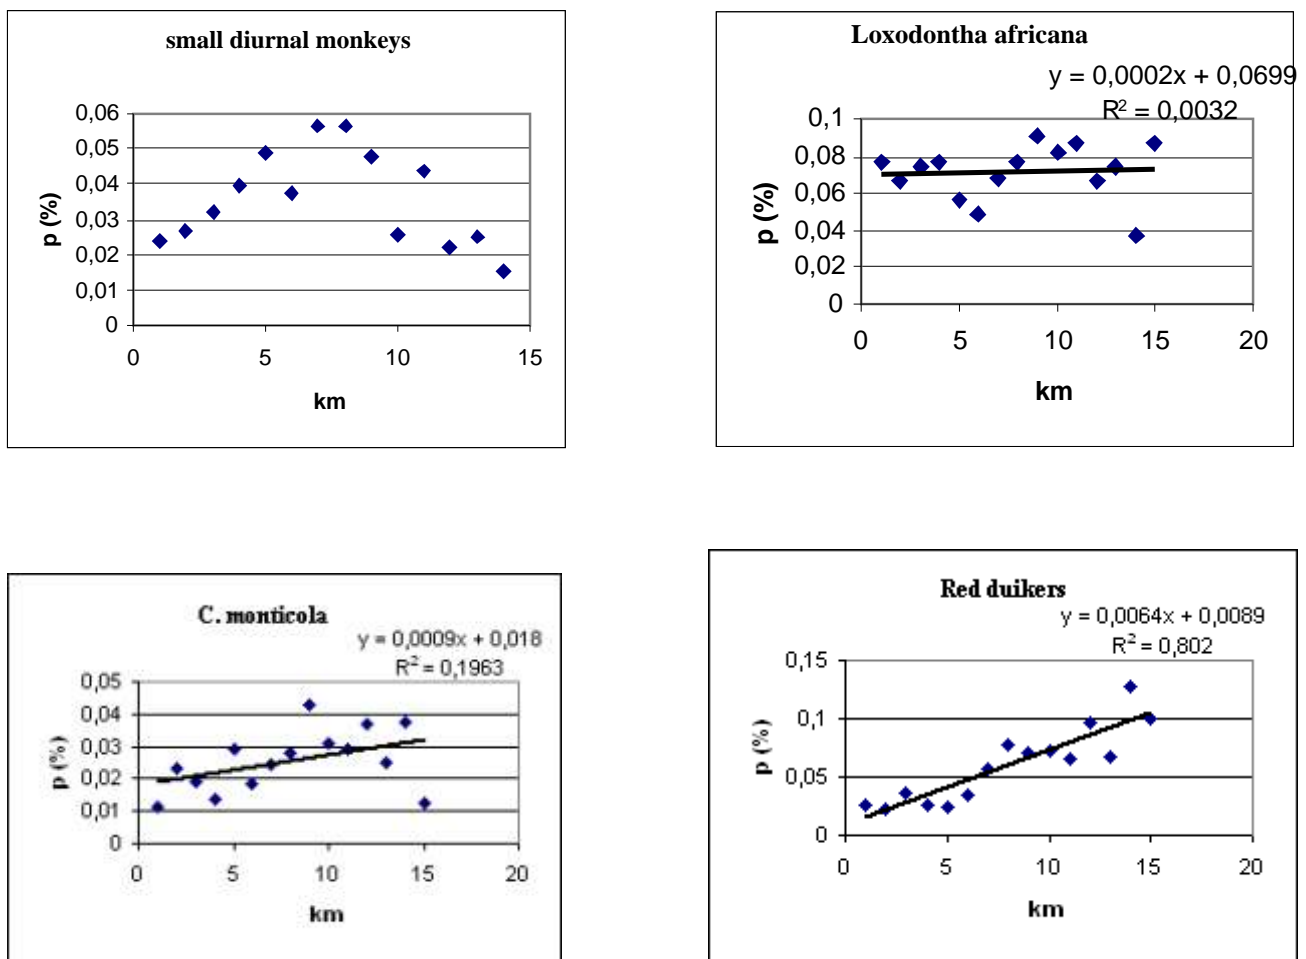 small diurnal monkeys
0,06
0,05
0,04
0,03
0,02
0,01
0
p (%)
0 5 10 15
km
Loxodontha africana
y = 0,0002x + 0,0699
R² = 0,0032
0,1
0,08
0,06
0,04
0,02
0
p (%)
0 5 10 15 20
km
C. monticola
y = 0,0009x + 0,018
R² = 0,1963
0,05
0,04
0,03
0,02
0,01
0
p (%)
0 5 10 15 20
km
Red duikers
y = 0,0064x + 0,0089
R² = 0,802
0,15
0,1
0,05
0
p (%)
0 5 10 15 20
km